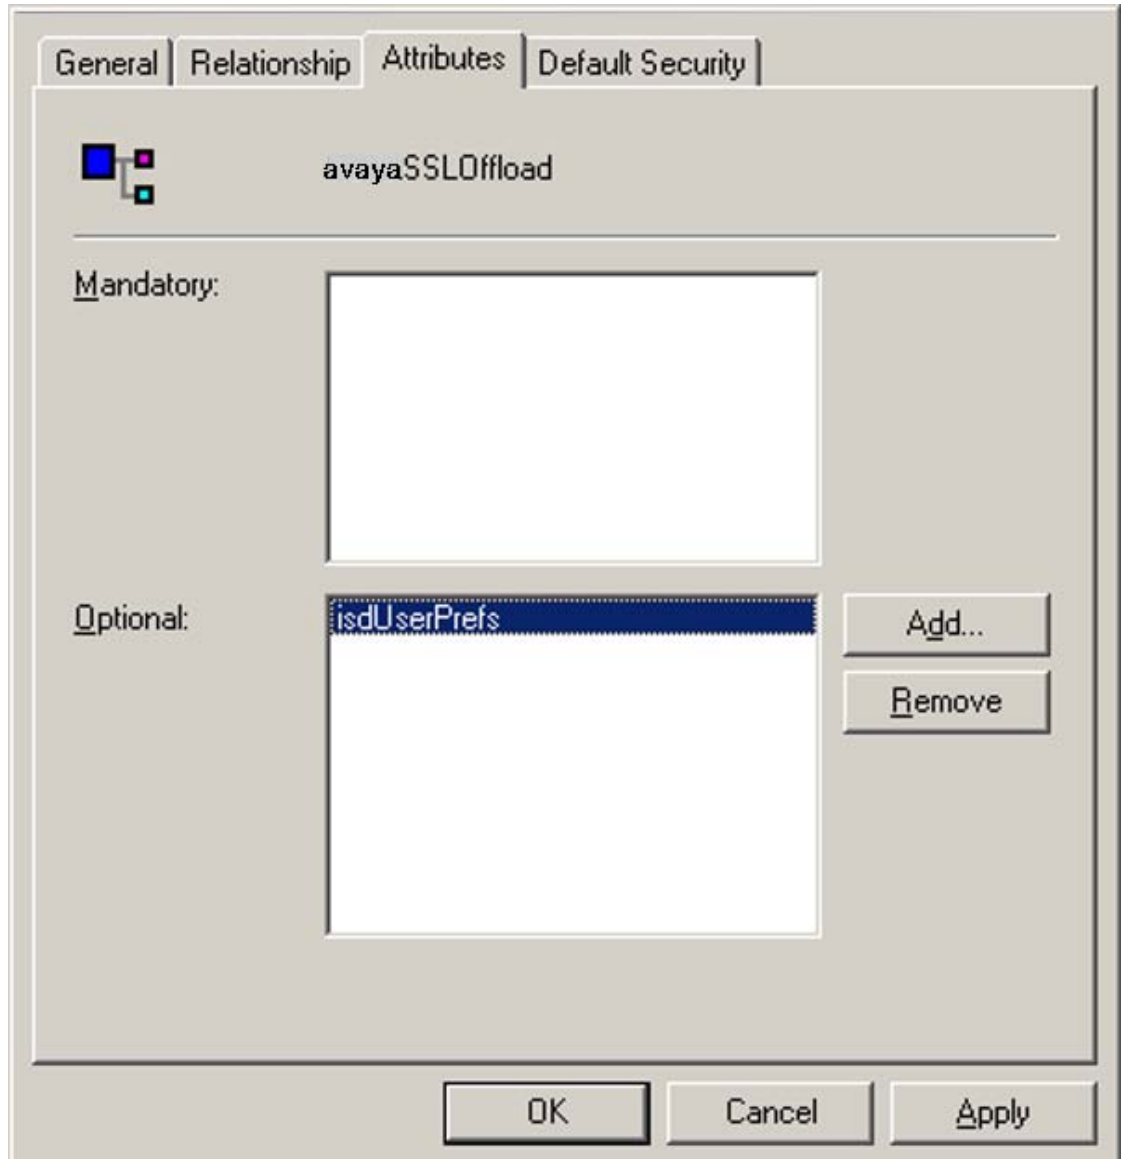 General Relationship Attributes Default Security
avayaSSLOffload
Mandatory:
Optional:
isdUserPrefs
Add...
Remove
OK Cancel Apply